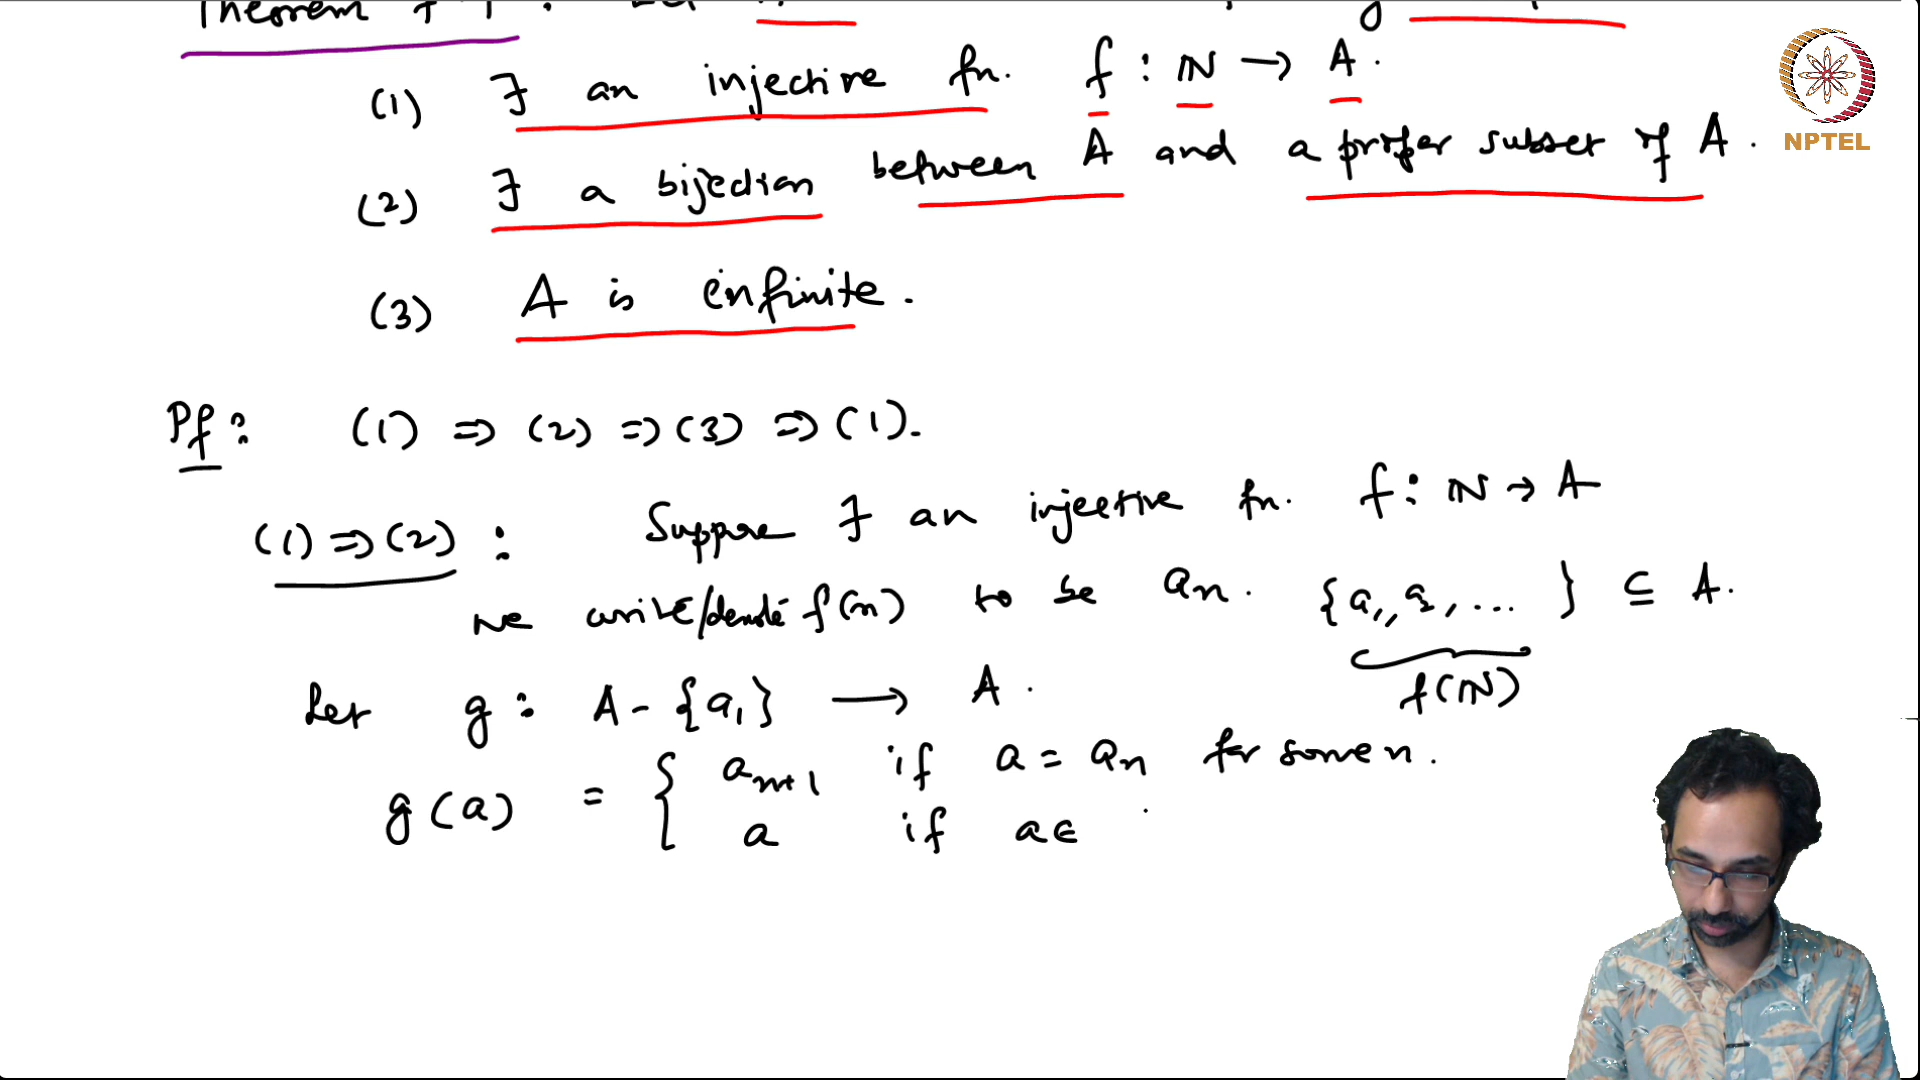 Theorem
(1) ∃ an injective fn. f : ℕ → A.
(2) ∃ a bijection between A and a proper subset of A.
(3) A is infinite.
Pf: (1) ⇒ (2) ⇒ (3) ⇒ (1).
(1) ⇒ (2) : Suppose ∃ an injective fn. f : ℕ → A
we write/denote f(n) to be aₙ. {a₁, a₂, ... } ⊆ A.
f(ℕ)
Let g : A - {a₁} → A.
g(a) = { aₙ₊₁ if a = aₙ for some n.
a if a ∈
NPTEL